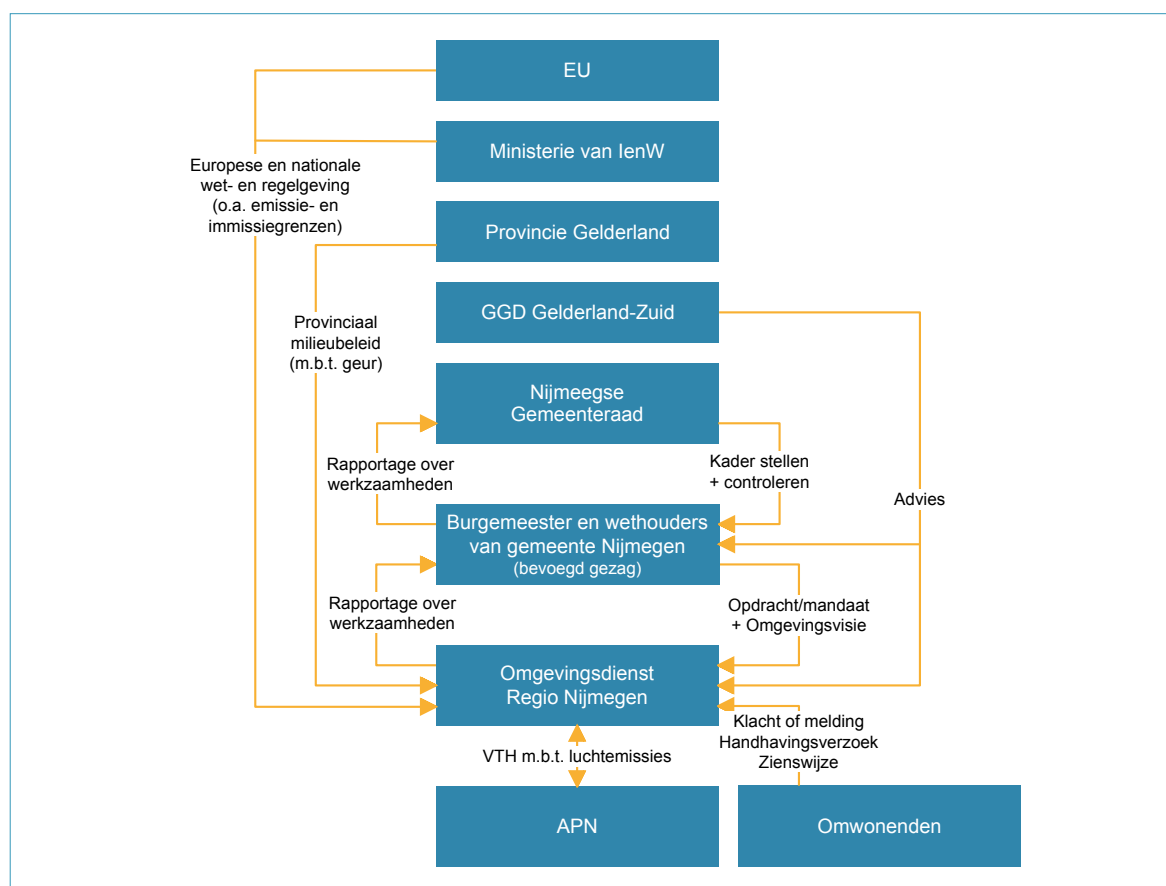 EU
Ministerie van IenW
Europese en nationale
wet- en regelgeving
(o.a. emissie- en
immissiegrenzen)
Provincie Gelderland
GGD Gelderland-Zuid
Provinciaal
milieubeleid
(m.b.t. geur)
Nijmeegse
Gemeenteraad
Rapportage over
werkzaamheden
Kader stellen
+ controleren
Advies
Burgemeester en wethouders
van gemeente Nijmegen
(bevoegd gezag)
Rapportage over
werkzaamheden
Opdracht/mandaat
+ Omgevingsvisie
Omgevingsdienst
Regio Nijmegen
Klacht of melding
Handhavingsverzoek
Zienswijze
VTH m.b.t. luchtemissies
APN
Omwonenden